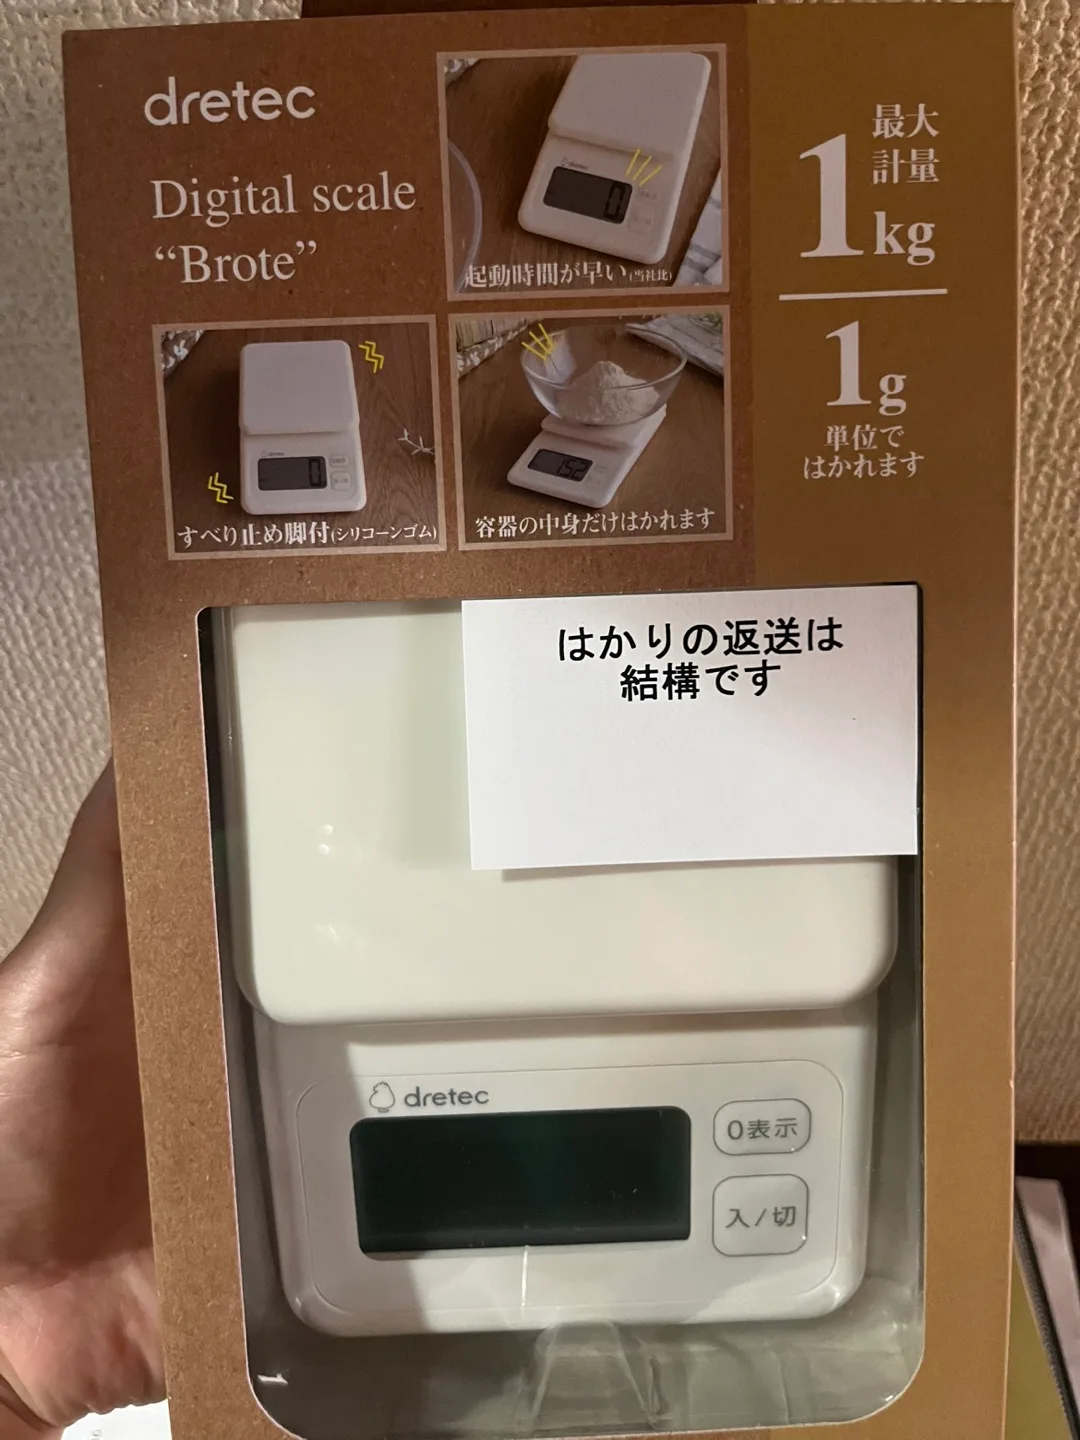 dretec
Digital scale
“Brote”
起動時間が早い(当社比)
最大
計量
1kg
1g
単位で
はかれます
すべり止め脚付(シリコーンゴム)
容器の中身だけはかれます
はかりの返送は
結構です
dretec
0表示
入/切